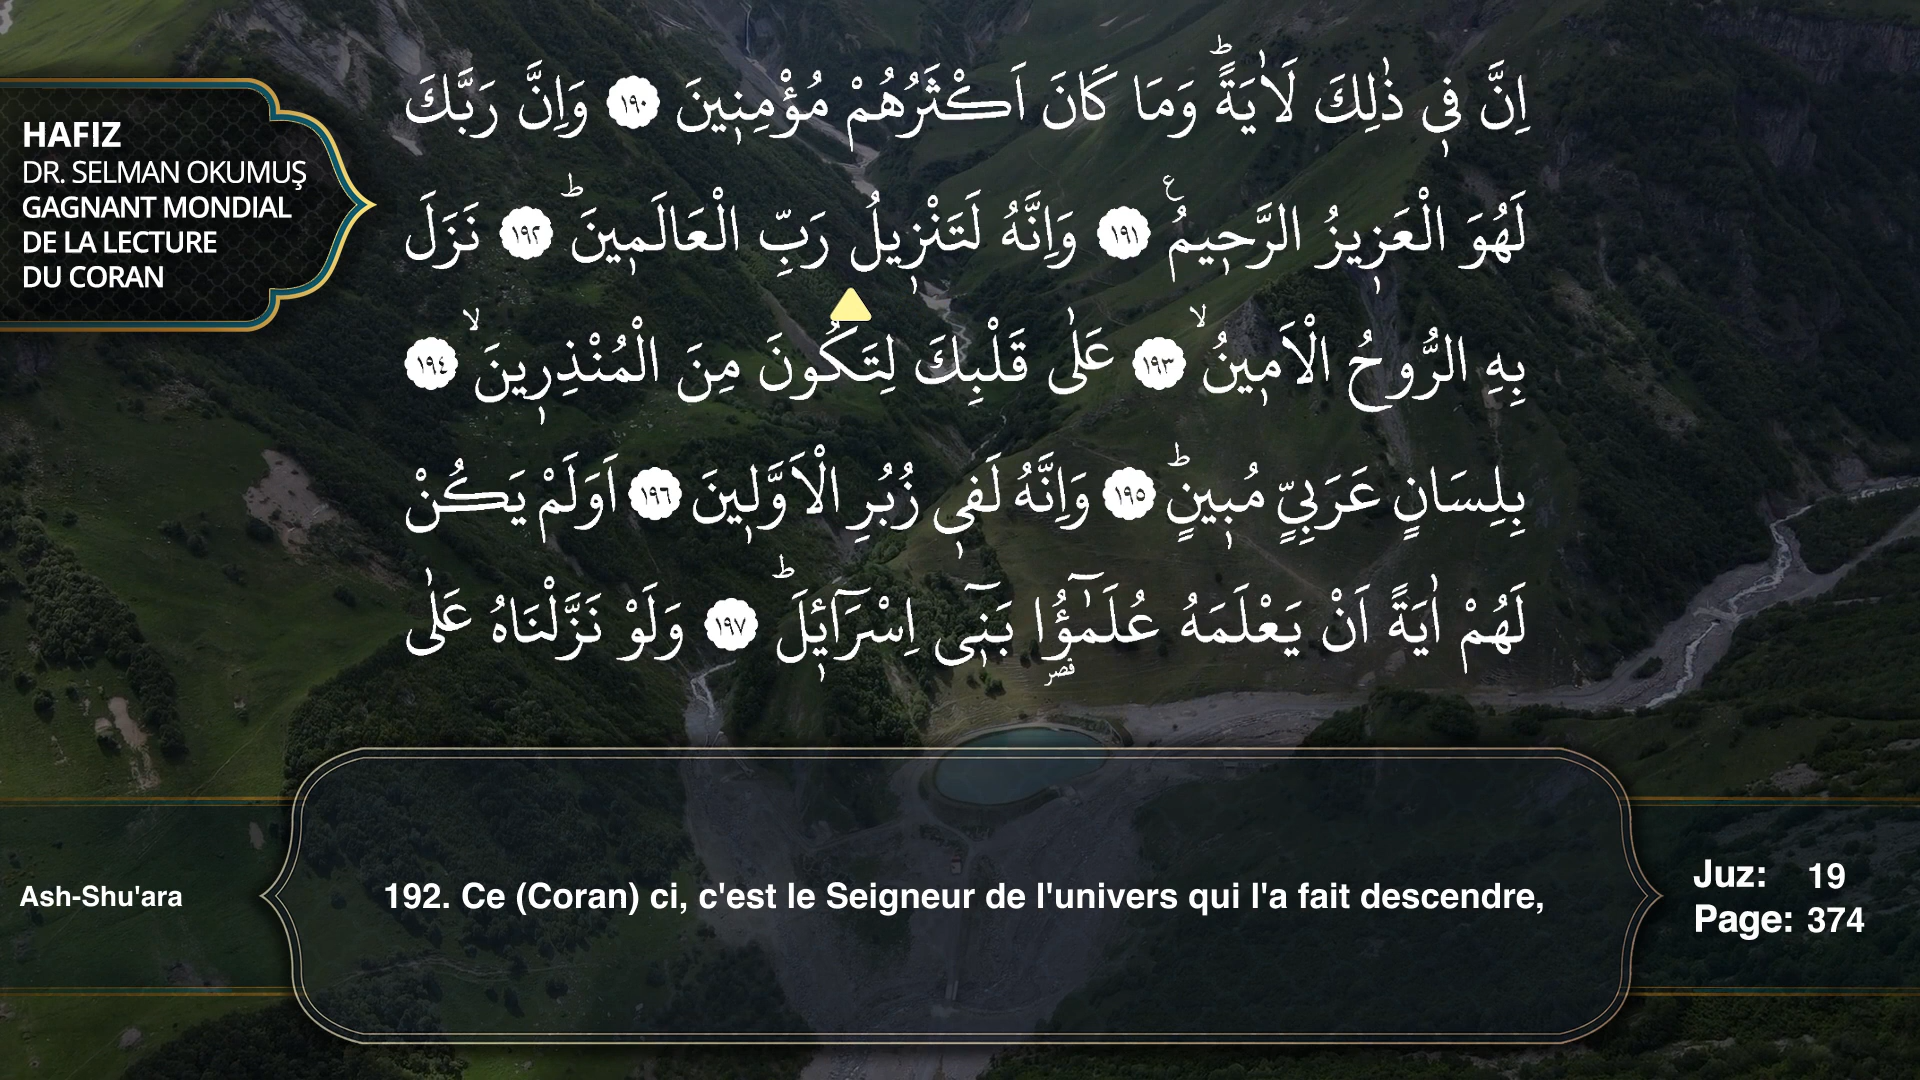 HAFIZ
DR. SELMAN OKUMUŞ
GAGNANT MONDIAL
DE LA LECTURE
DU CORAN
اِنَّ ف۪ي ذٰلِكَ لَاٰيَةًۜ وَمَا كَانَ اَكْثَرُهُمْ مُؤْمِن۪ينَ ١٩٠ وَاِنَّ رَبَّكَ
لَهُوَ الْعَز۪يزُ الرَّح۪يمُ۟ ١٩١ وَاِنَّهُ لَتَنْز۪يلُ رَبِّ الْعَالَم۪ينَۜ ١٩٢ نَزَلَ
بِهِ الرُّوحُ الْاَم۪ينُۙ ١٩٣ عَلٰى قَلْبِكَ لِتَكُونَ مِنَ الْمُنْذِر۪ينَۙ ١٩٤
بِلِسَانٍ عَرَبِيٍّ مُب۪ينٍۜ ١٩٥ وَاِنَّهُ لَف۪ي زُبُرِ الْاَوَّل۪ينَ ١٩٦ اَوَلَمْ يَكُنْ
لَهُمْ اٰيَةً اَنْ يَعْلَمَهُ عُلَمٰٓؤُ۬ا بَن۪ٓي اِسْرَٓاء۪يلَۜ ١٩٧ وَلَوْ نَزَّلْنَاهُ عَلٰى
قصر
192. Ce (Coran) ci, c'est le Seigneur de l'univers qui l'a fait descendre,
Ash-Shu'ara
Juz: 19
Page: 374